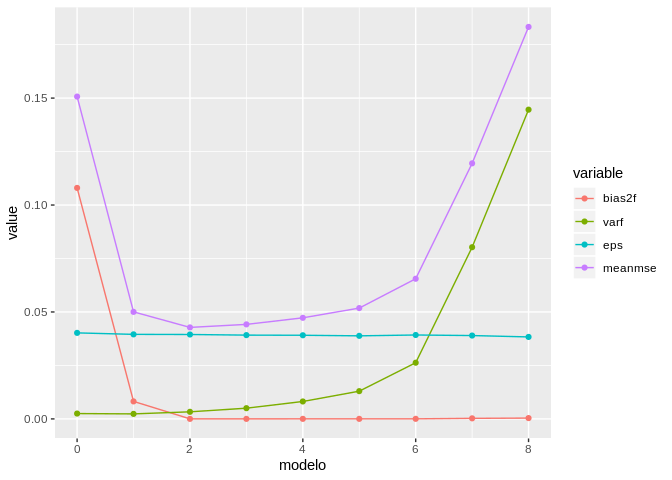 value
0.15
0.10
0.05
0.00
0 2 4 6 8
modelo
variable
bias2f
varf
eps
meanmse